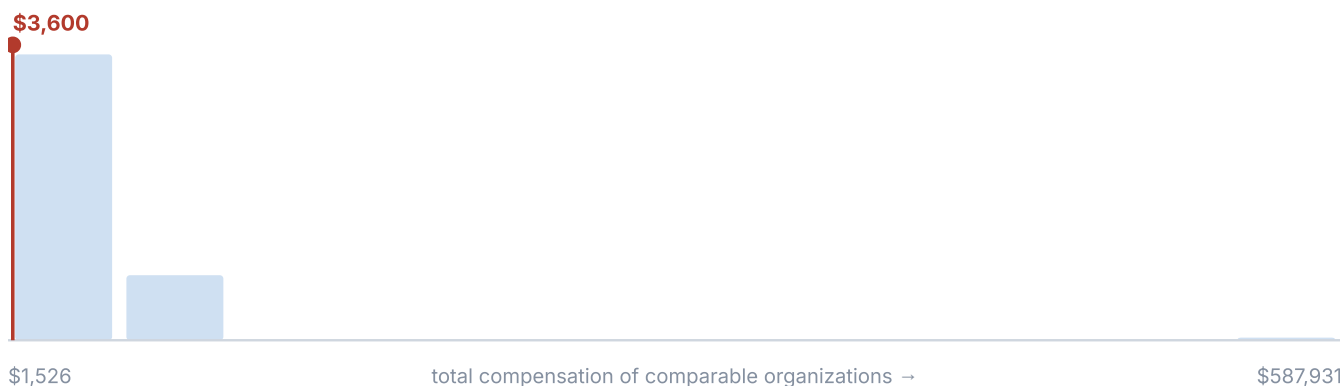 $3,600
$1,526
total compensation of comparable organizations →
$587,931